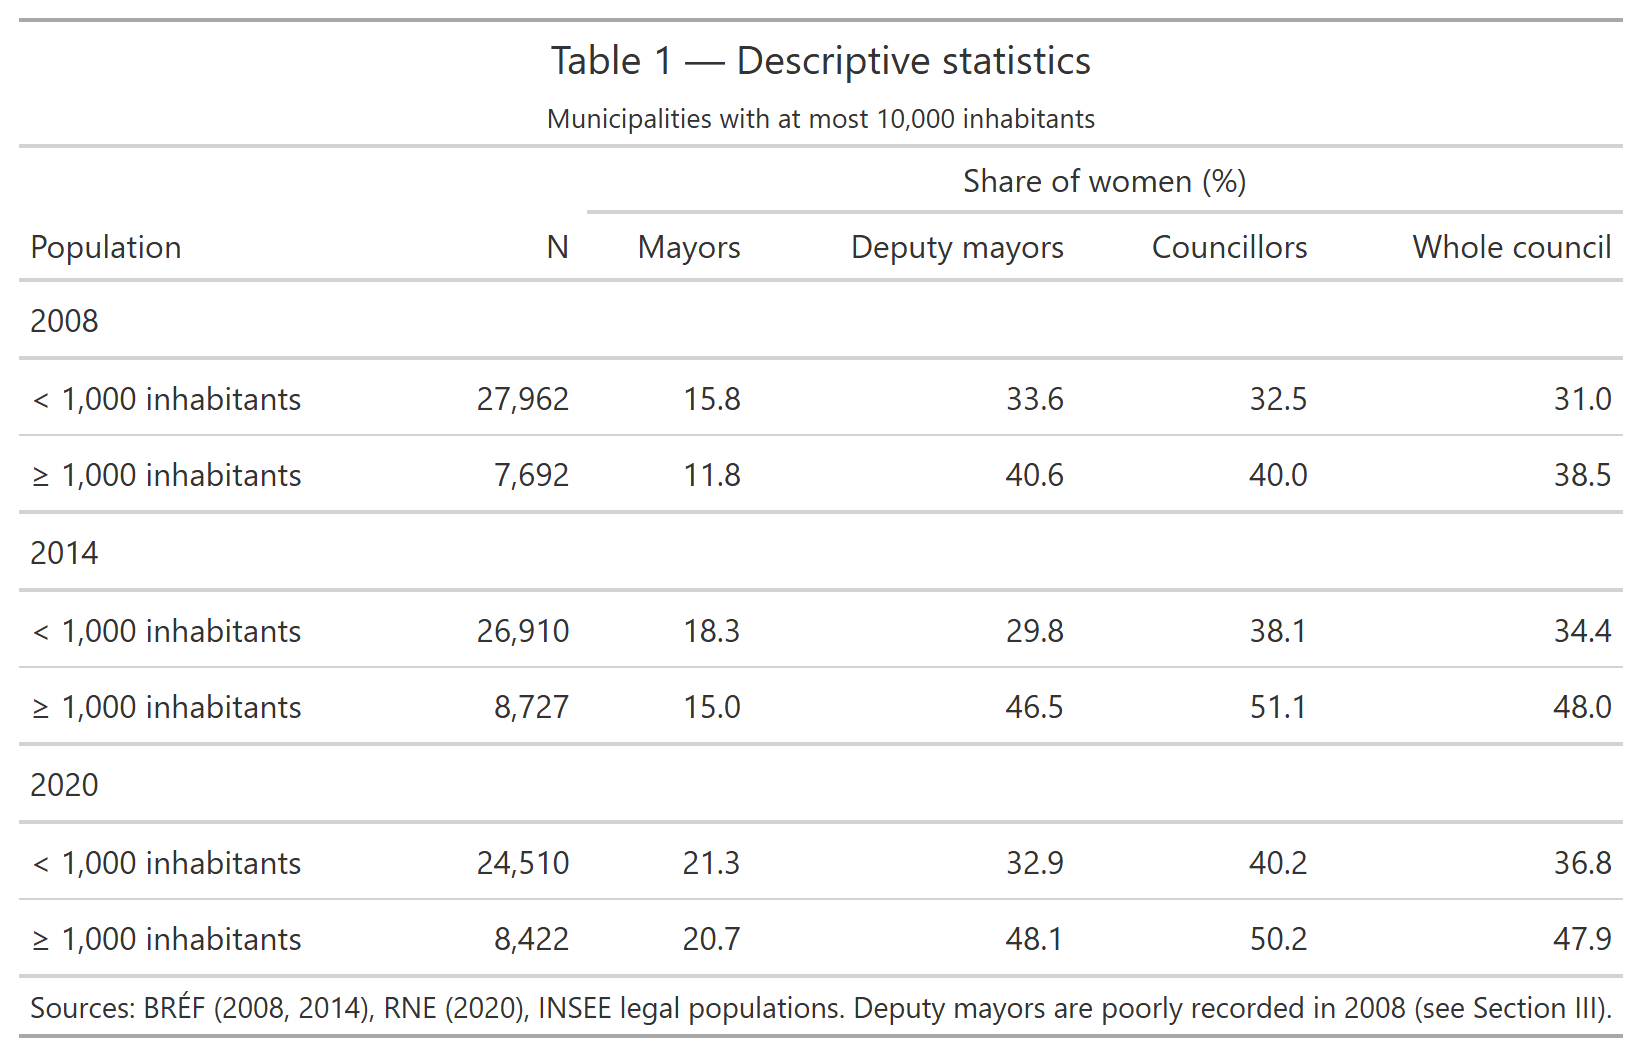 Table 1 — Descriptive statistics
Municipalities with at most 10,000 inhabitants
Share of women (%)
Population N Mayors Deputy mayors Councillors Whole council
2008
< 1,000 inhabitants 27,962 15.8 33.6 32.5 31.0
≥ 1,000 inhabitants 7,692 11.8 40.6 40.0 38.5
2014
< 1,000 inhabitants 26,910 18.3 29.8 38.1 34.4
≥ 1,000 inhabitants 8,727 15.0 46.5 51.1 48.0
2020
< 1,000 inhabitants 24,510 21.3 32.9 40.2 36.8
≥ 1,000 inhabitants 8,422 20.7 48.1 50.2 47.9
Sources: BRÉF (2008, 2014), RNE (2020), INSEE legal populations. Deputy mayors are poorly recorded in 2008 (see Section III).